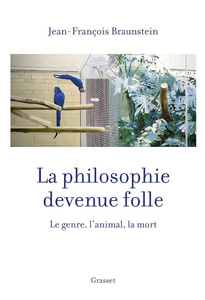 Jean-François Braunstein
La philosophie
devenue folle
Le genre, l'animal, la mort
Grasset